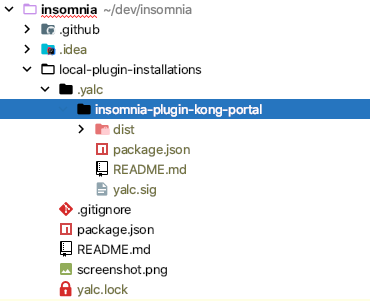 insomnia ~/dev/insomnia
.github
.idea
local-plugin-installations
.yalc
insomnia-plugin-kong-portal
dist
package.json
README.md
yalc.sig
.gitignore
package.json
README.md
screenshot.png
yalc.lock